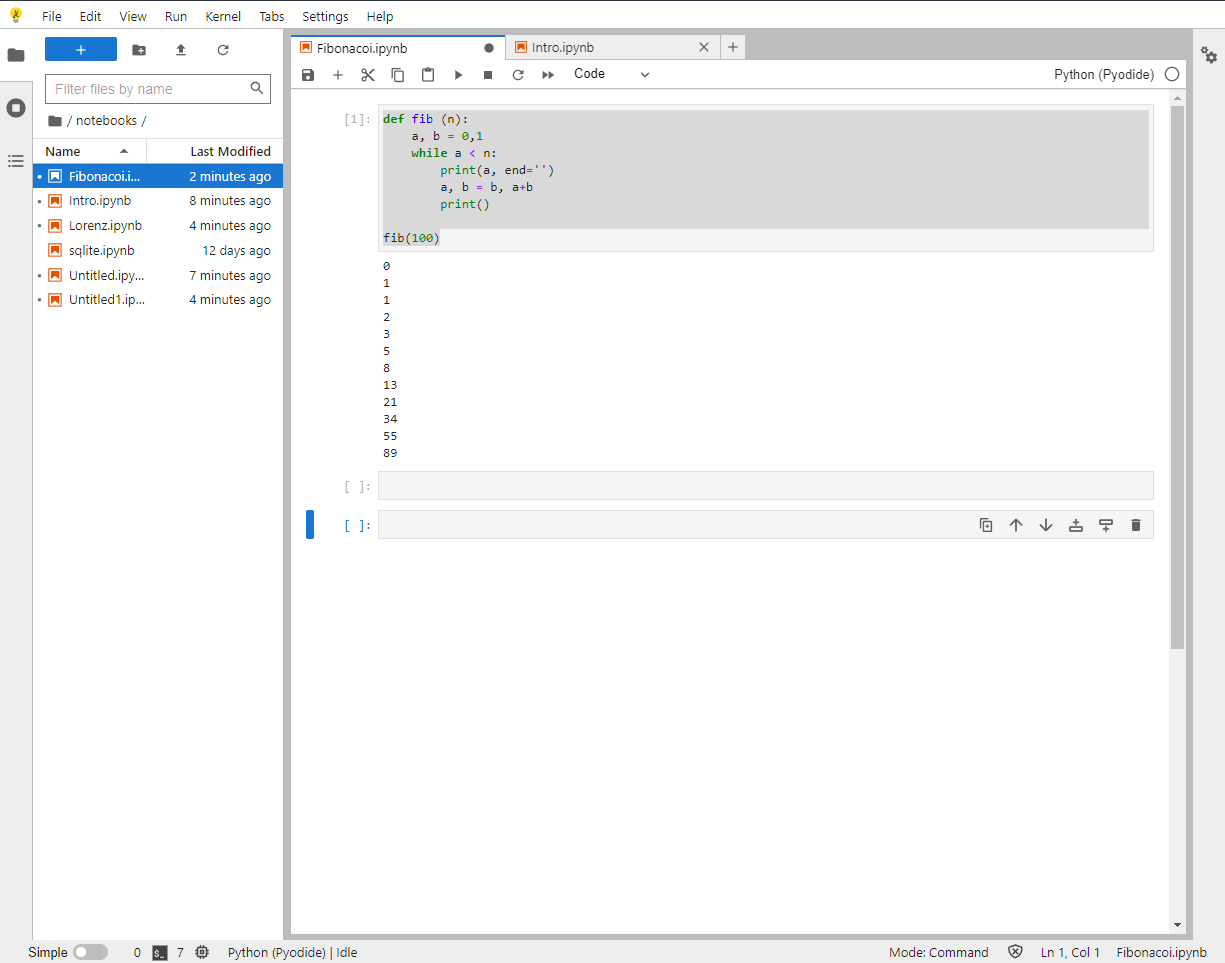 File Edit View Run Kernel Tabs Settings Help
Filter files by name
/ notebooks /
Name Last Modified
Fibonacoi.i... 2 minutes ago
Intro.ipynb 8 minutes ago
Lorenz.ipynb 4 minutes ago
sqlite.ipynb 12 days ago
Untitled.ipy... 7 minutes ago
Untitled1.ip... 4 minutes ago
Fibonacoi.ipynb Intro.ipynb
Code Python (Pyodide)
[1]: def fib (n):
    a, b = 0,1
    while a < n:
        print(a, end='')
        a, b = b, a+b
        print()
fib(100)
0
1
1
2
3
5
8
13
21
34
55
89
[ ]:
[ ]:
Simple 0 $_ 7 Python (Pyodide) | Idle Mode: Command Ln 1, Col 1 Fibonacoi.ipynb